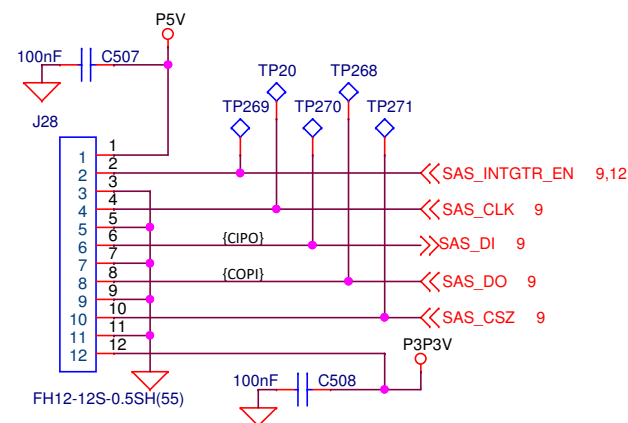 P5V
100nF C507
TP20 TP268
TP269 TP270 TP271
J28
1 1
2 2 SAS_INTGTR_EN 9,12
3 3
4 4 SAS_CLK 9
5 5
6 6 {CIPO} SAS_DI 9
7 7
8 8 {COPI} SAS_DO 9
9 9
10 10 SAS_CSZ 9
11 11
12 12
P3P3V
100nF C508
FH12-12S-0.5SH(55)